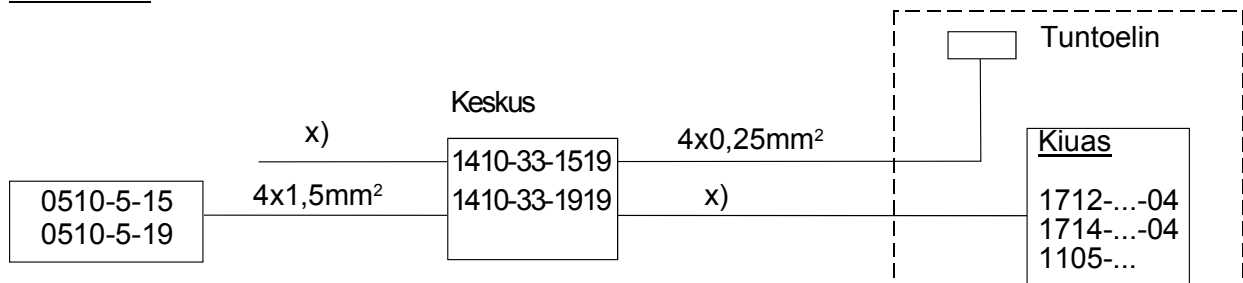 Tuntoelin
Keskus
x)
4x0,25mm²
1410-33-1519
1410-33-1919
Kiuas
0510-5-15
0510-5-19
4x1,5mm²
x)
1712-...-04
1714-...-04
1105-...